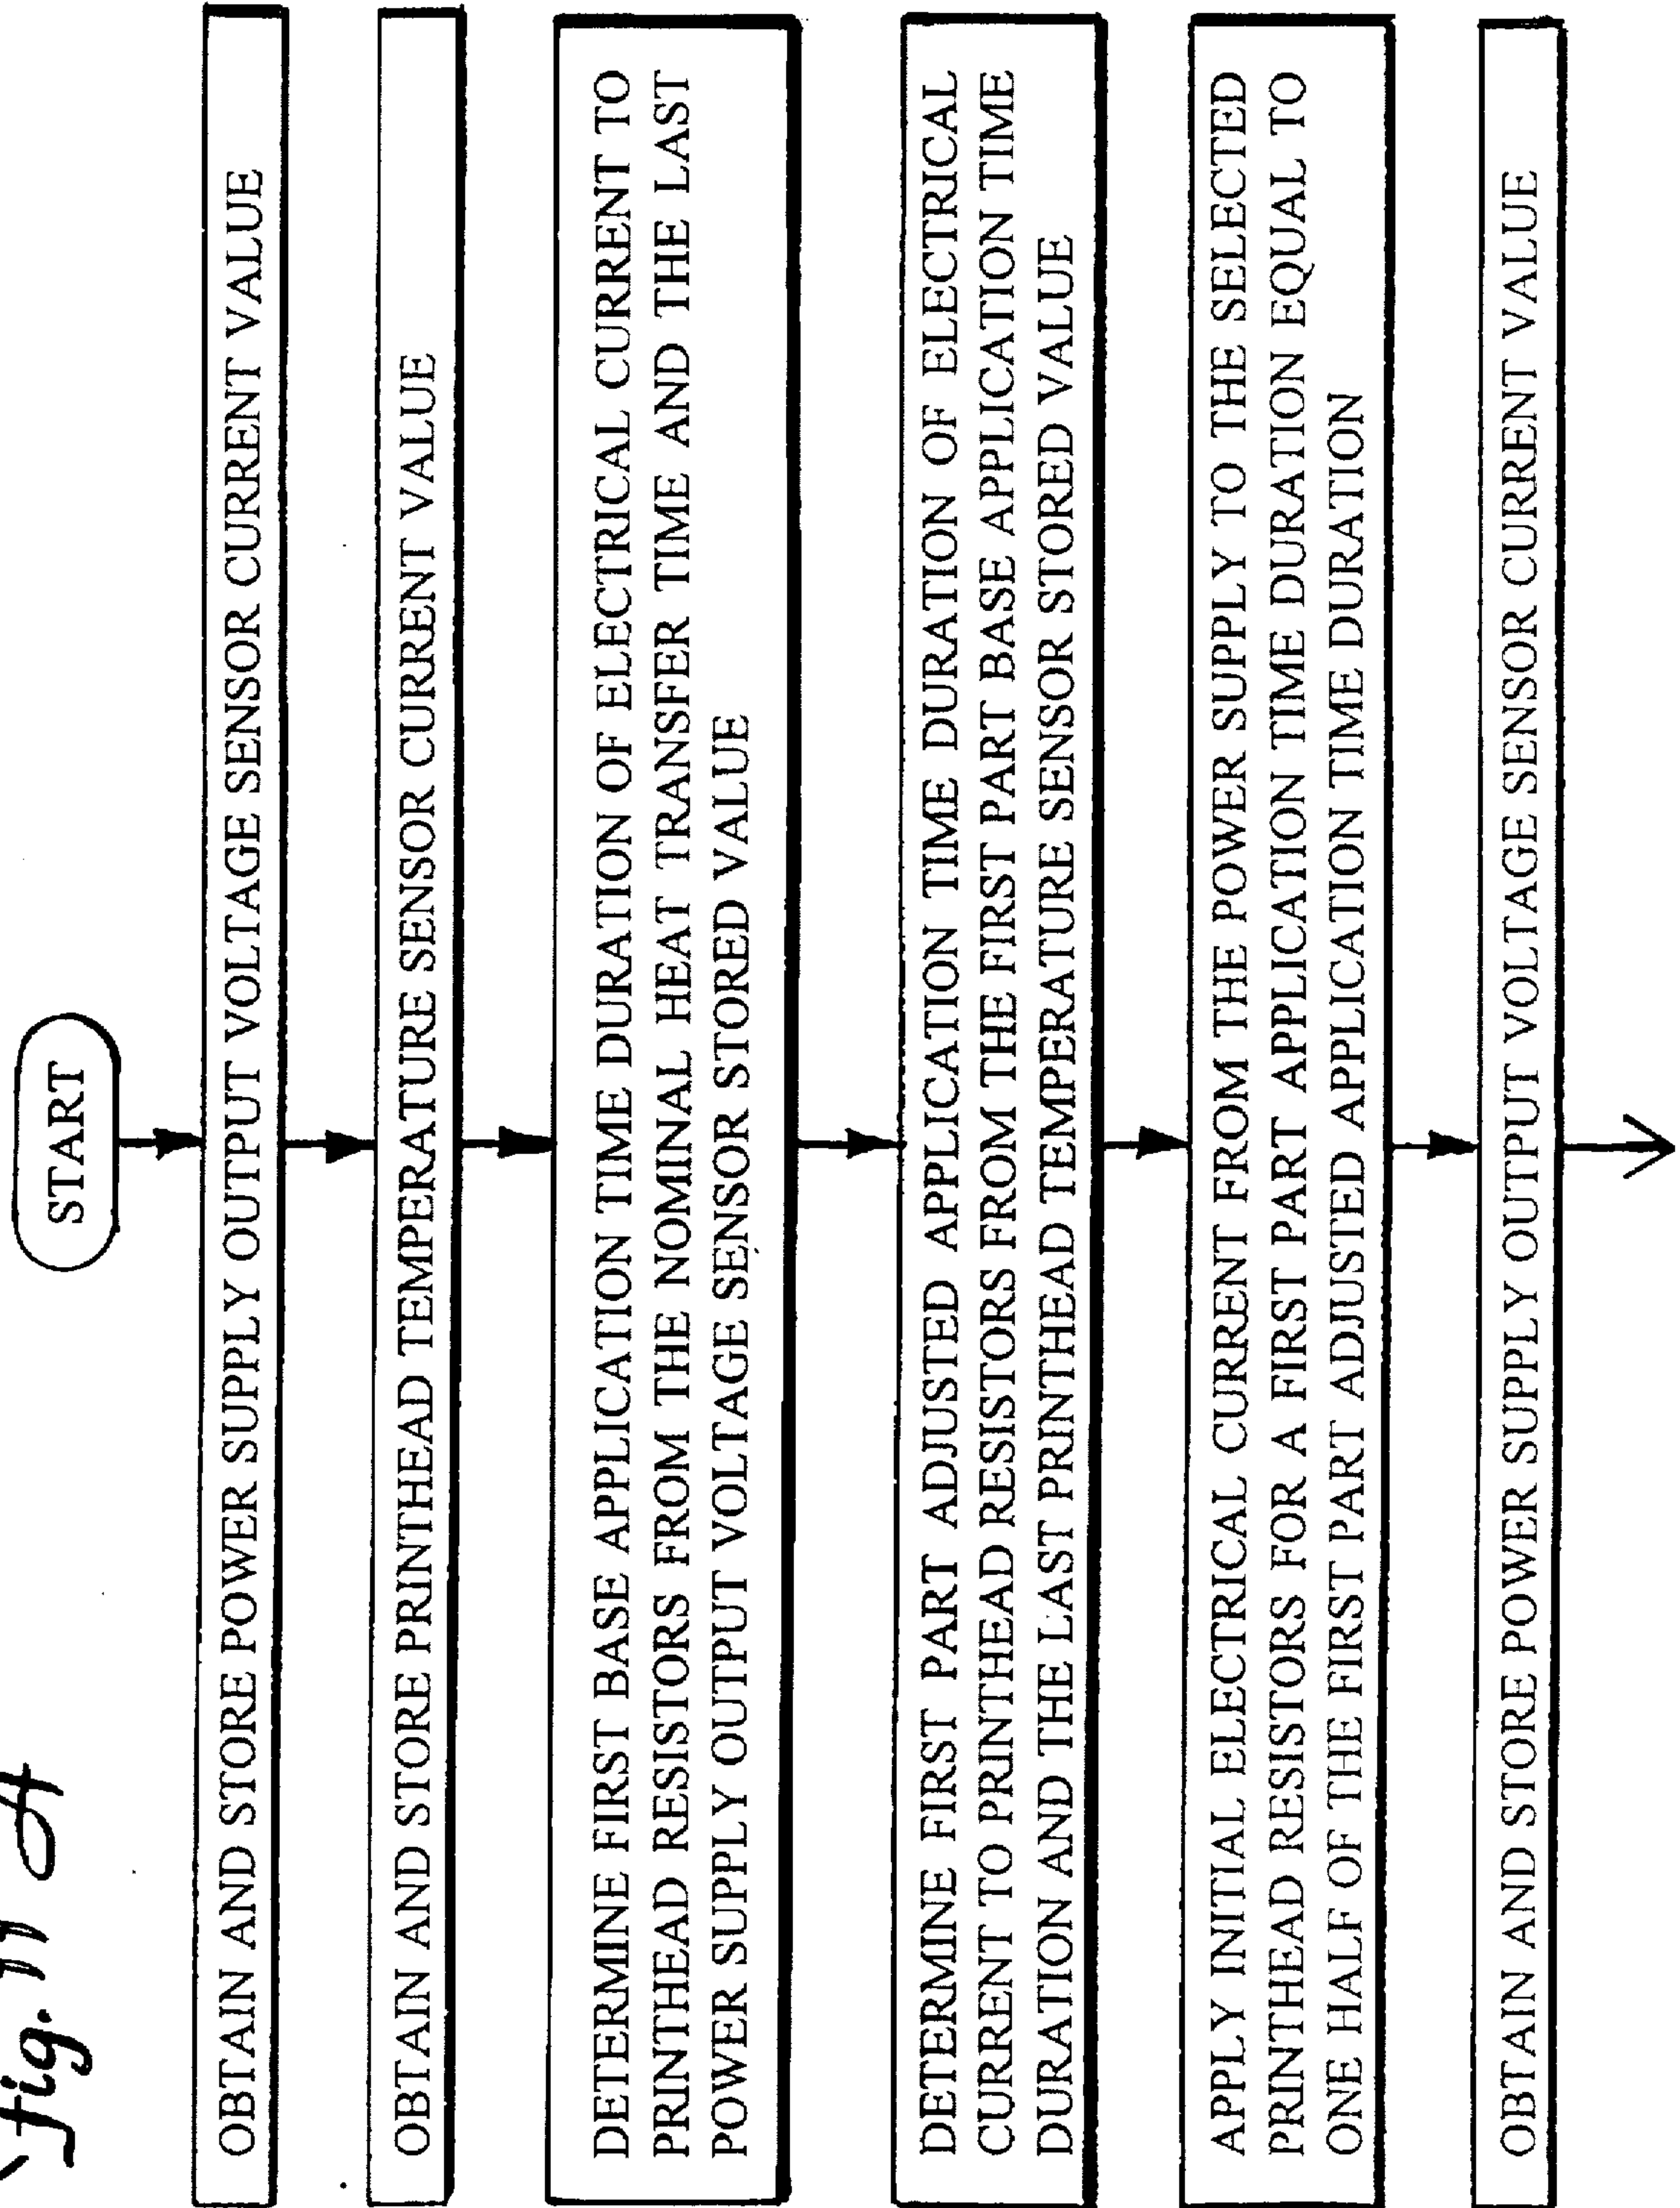 fig. 11 A
START
OBTAIN AND STORE POWER SUPPLY OUTPUT VOLTAGE SENSOR CURRENT VALUE
OBTAIN AND STORE PRINTHEAD TEMPERATURE SENSOR CURRENT VALUE
DETERMINE FIRST BASE APPLICATION TIME DURATION OF ELECTRICAL CURRENT TO
PRINTHEAD RESISTORS FROM THE NOMINAL HEAT TRANSFER TIME AND THE LAST
POWER SUPPLY OUTPUT VOLTAGE SENSOR STORED VALUE
DETERMINE FIRST PART ADJUSTED APPLICATION TIME DURATION OF ELECTRICAL
CURRENT TO PRINTHEAD RESISTORS FROM THE FIRST PART BASE APPLICATION TIME
DURATION AND THE LAST PRINTHEAD TEMPERATURE SENSOR STORED VALUE
APPLY INITIAL ELECTRICAL CURRENT FROM THE POWER SUPPLY TO THE SELECTED
PRINTHEAD RESISTORS FOR A FIRST PART APPLICATION TIME DURATION EQUAL TO
ONE HALF OF THE FIRST PART ADJUSTED APPLICATION TIME DURATION
OBTAIN AND STORE POWER SUPPLY OUTPUT VOLTAGE SENSOR CURRENT VALUE